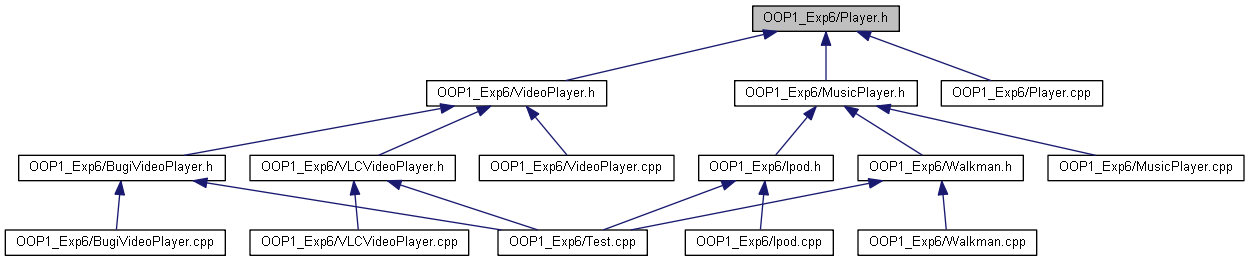 OOP1_Exp6/Player.h
OOP1_Exp6/VideoPlayer.h
OOP1_Exp6/MusicPlayer.h
OOP1_Exp6/Player.cpp
OOP1_Exp6/BugiVideoPlayer.h
OOP1_Exp6/VLCVideoPlayer.h
OOP1_Exp6/VideoPlayer.cpp
OOP1_Exp6/Ipod.h
OOP1_Exp6/Walkman.h
OOP1_Exp6/MusicPlayer.cpp
OOP1_Exp6/BugiVideoPlayer.cpp
OOP1_Exp6/VLCVideoPlayer.cpp
OOP1_Exp6/Test.cpp
OOP1_Exp6/Ipod.cpp
OOP1_Exp6/Walkman.cpp